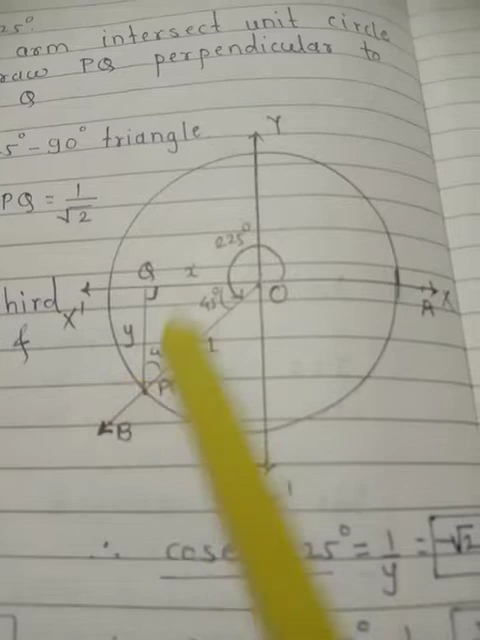 25°.
arm intersect unit circle
raw PQ perpendicular to
Q
5° - 90° triangle
PQ = 1/√2
Y
225°
Q x
hird X' 45° O A X
f y 1
P
B
∴ cose 25° = 1/y = -√2